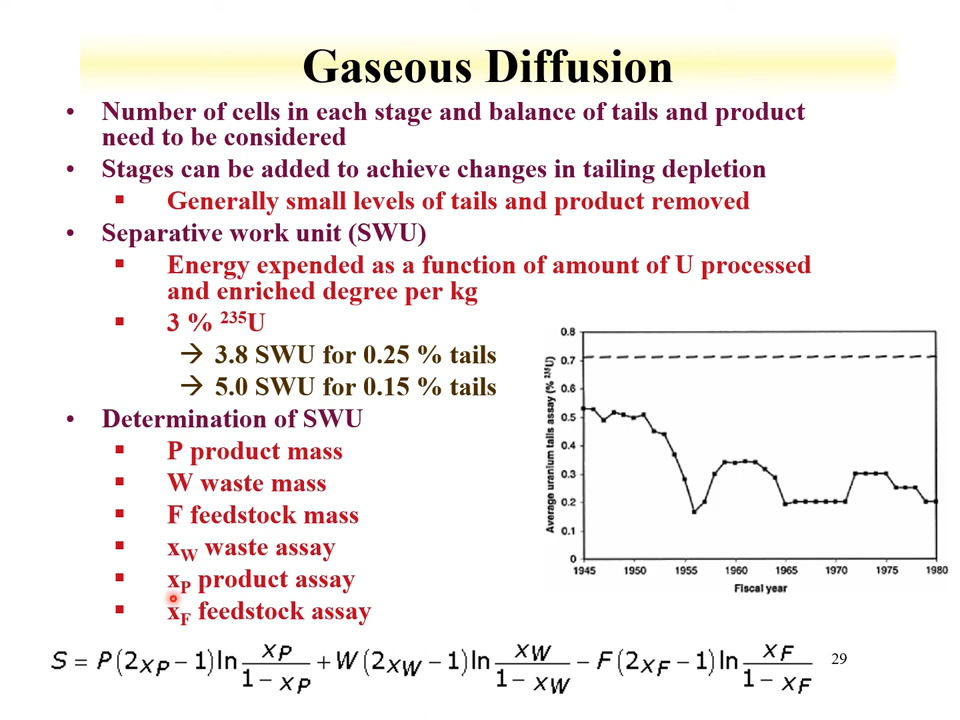 Gaseous Diffusion
• Number of cells in each stage and balance of tails and product
need to be considered
• Stages can be added to achieve changes in tailing depletion
▪ Generally small levels of tails and product removed
• Separative work unit (SWU)
▪ Energy expended as a function of amount of U processed
and enriched degree per kg
▪ 3 % ²³⁵U
→ 3.8 SWU for 0.25 % tails
→ 5.0 SWU for 0.15 % tails
• Determination of SWU
▪ P product mass
▪ W waste mass
▪ F feedstock mass
▪ x_W waste assay
▪ x_P product assay
▪ x_F feedstock assay
Average uranium tails assay (% ²³⁵U)
0.8
0.7
0.6
0.5
0.4
0.3
0.2
0.1
0
1945 1950 1955 1960 1965 1970 1975 1980
Fiscal year
S = P(2x_P − 1) ln x_P/(1 − x_P) + W(2x_W − 1) ln x_W/(1 − x_W) − F(2x_F − 1) ln x_F/(1 − x_F)
29